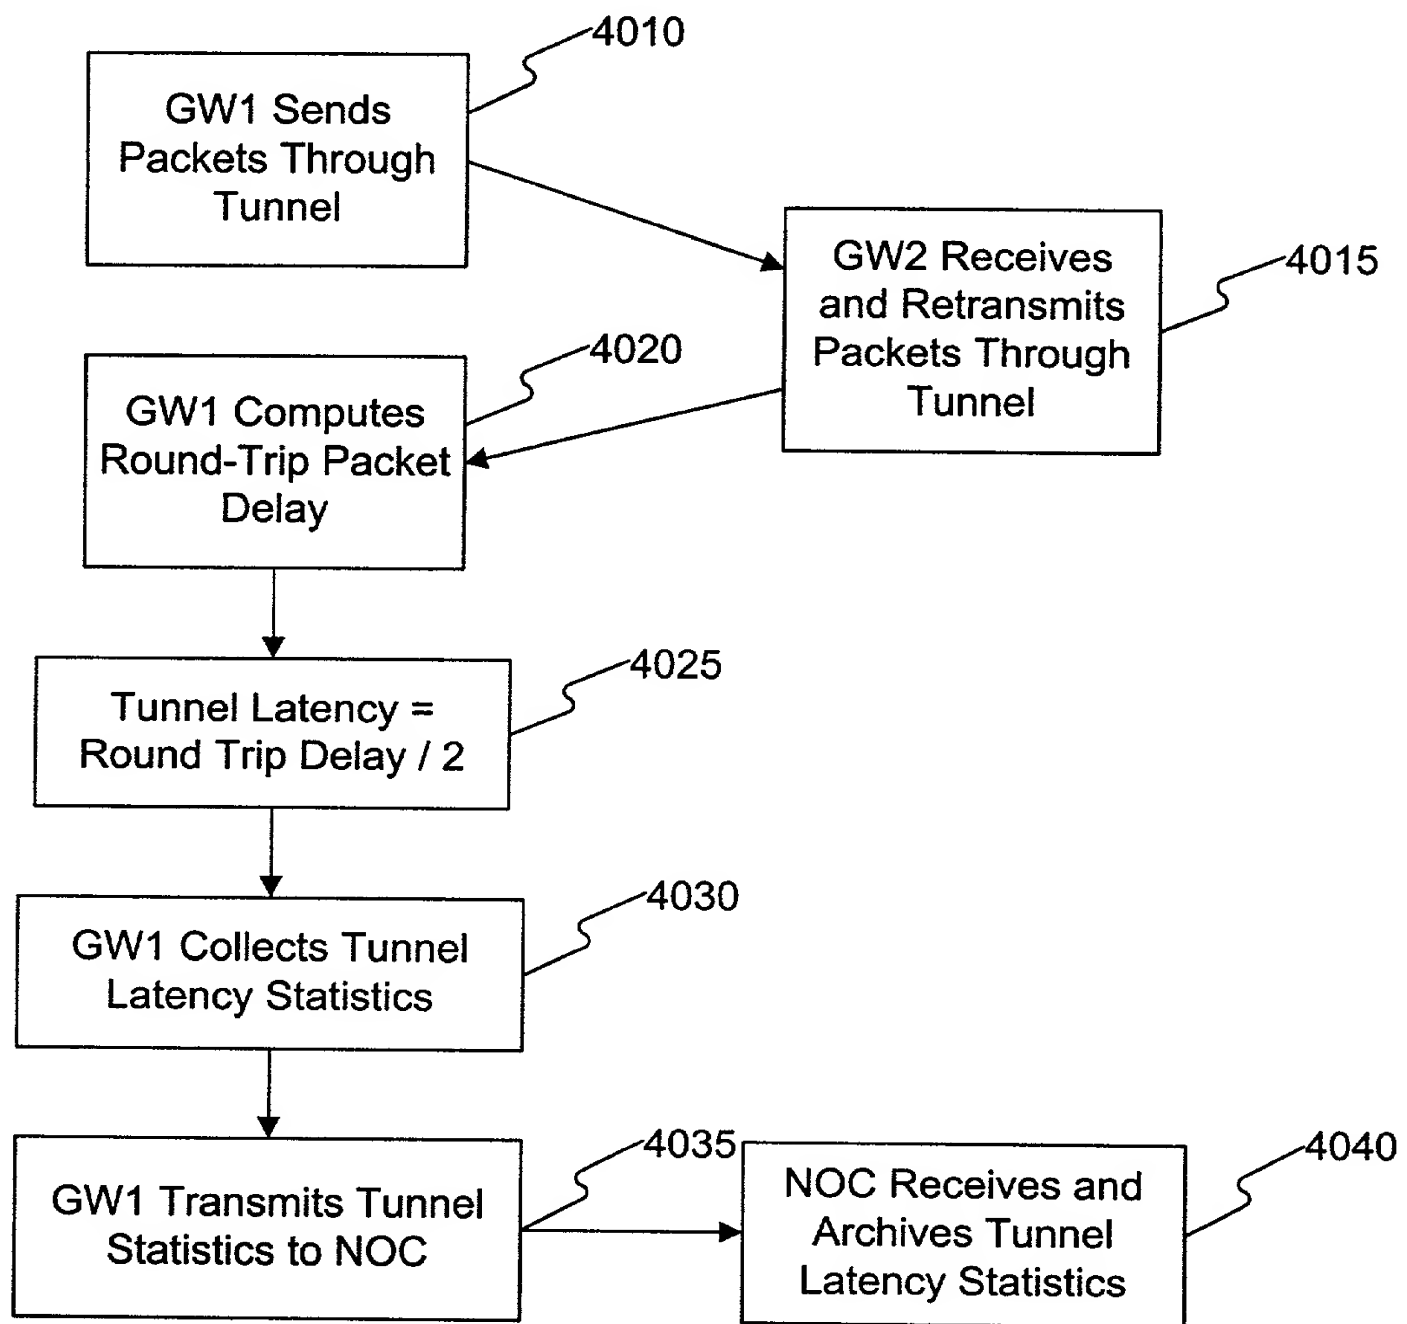 4010
GW1 Sends
Packets Through
Tunnel
GW2 Receives
and Retransmits
Packets Through
Tunnel
4015
4020
GW1 Computes
Round-Trip Packet
Delay
4025
Tunnel Latency =
Round Trip Delay / 2
4030
GW1 Collects Tunnel
Latency Statistics
4035
GW1 Transmits Tunnel
Statistics to NOC
4040
NOC Receives and
Archives Tunnel
Latency Statistics